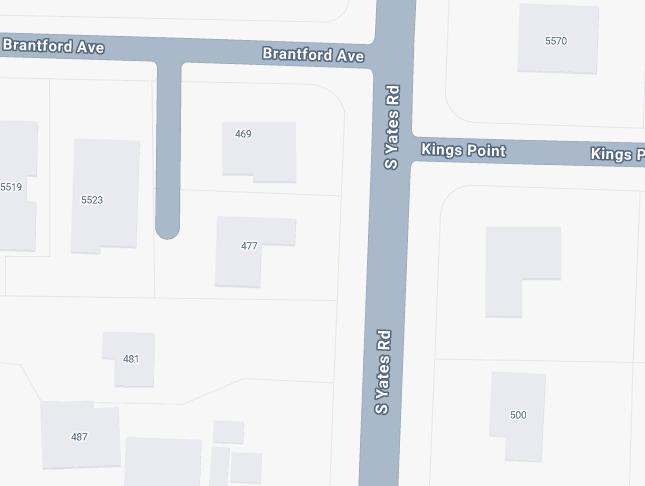 Brantford Ave
Brantford Ave
5570
S Yates Rd
469
Kings Point
Kings P
5519
5523
477
481
S Yates Rd
500
487